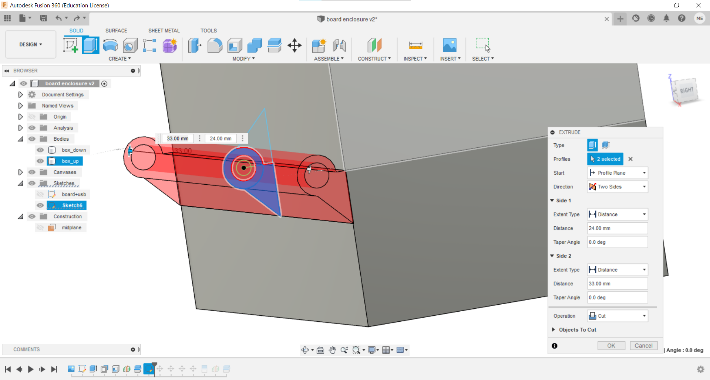 Autodesk Fusion 360 (Education License)
board enclosure v2*
DESIGN
SOLID
SURFACE
SHEET METAL
TOOLS
CREATE
MODIFY
ASSEMBLE
CONSTRUCT
INSPECT
INSERT
SELECT
BROWSER
board enclosure v2
Document Settings
Named Views
Origin
Analysis
Bodies
box_down
box_up
Canvases
Sketches
board+usb
Sketch6
Construction
midplane
33.00 mm
24.00 mm
33.00
RIGHT
EXTRUDE
Type
Profiles
2 selected
Start
Profile Plane
Direction
Two Sides
Side 1
Extent Type
Distance
Distance
24.00 mm
Taper Angle
0.0 deg
Side 2
Extent Type
Distance
Distance
33.00 mm
Taper Angle
0.0 deg
Operation
Cut
Objects To Cut
OK
Cancel
Angle : 0.0 deg
COMMENTS